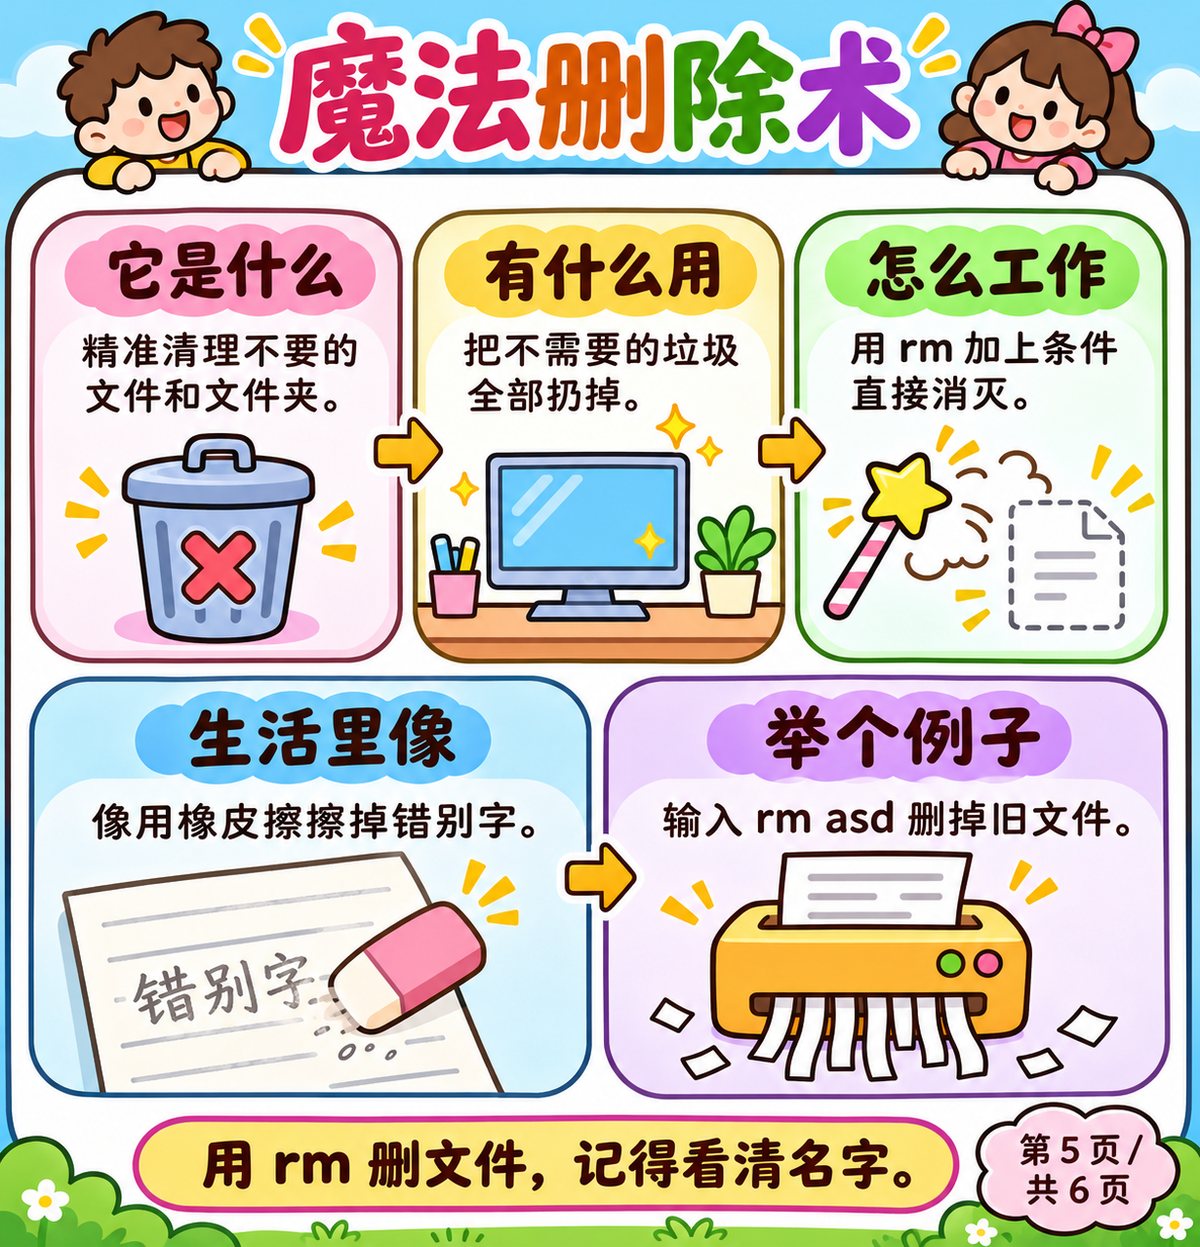 魔法删除术
它是什么
精准清理不要的
文件和文件夹。
有什么用
把不需要的垃圾
全部扔掉。
怎么工作
用 rm 加上条件
直接消灭。
生活里像
像用橡皮擦擦掉错别字。
错别字
举个例子
输入 rm asd 删掉旧文件。
用 rm 删文件，记得看清名字。
第 5 页 /
共 6 页